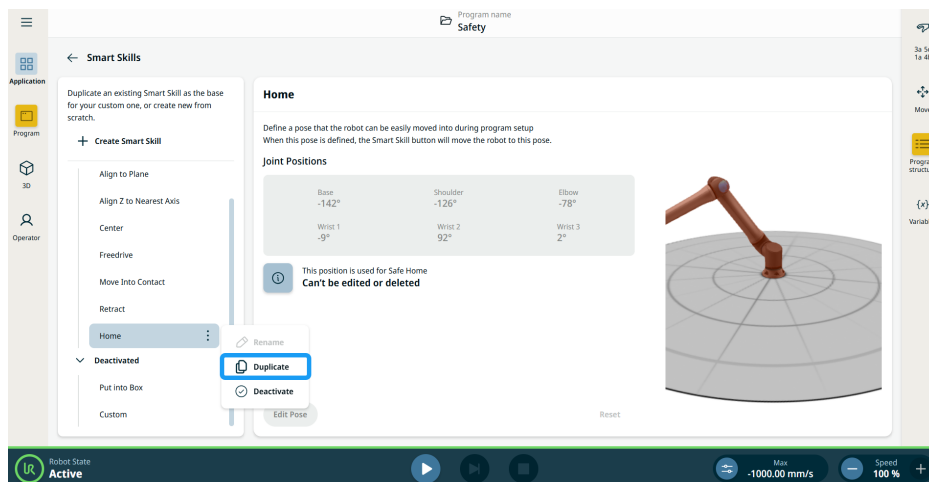 Program name
Safety
Application
Program
3D
Operator
Smart Skills
Duplicate an existing Smart Skill as the base
for your custom one, or create new from
scratch.
Create Smart Skill
Align to Plane
Align Z to Nearest Axis
Center
Freedrive
Move Into Contact
Retract
Home
Deactivated
Put into Box
Custom
Rename
Duplicate
Deactivate
Home
Define a pose that the robot can be easily moved into during program setup
When this pose is defined, the Smart Skill button will move the robot to this pose.
Joint Positions
Base Shoulder Elbow
-142° -126° -78°
Wrist 1 Wrist 2 Wrist 3
-9° 92° 2°
This position is used for Safe Home
Can't be edited or deleted
Edit Pose Reset
Move
{x}
UR
Robot State
Active
Max
-1000.00 mm/s
Speed
100 %